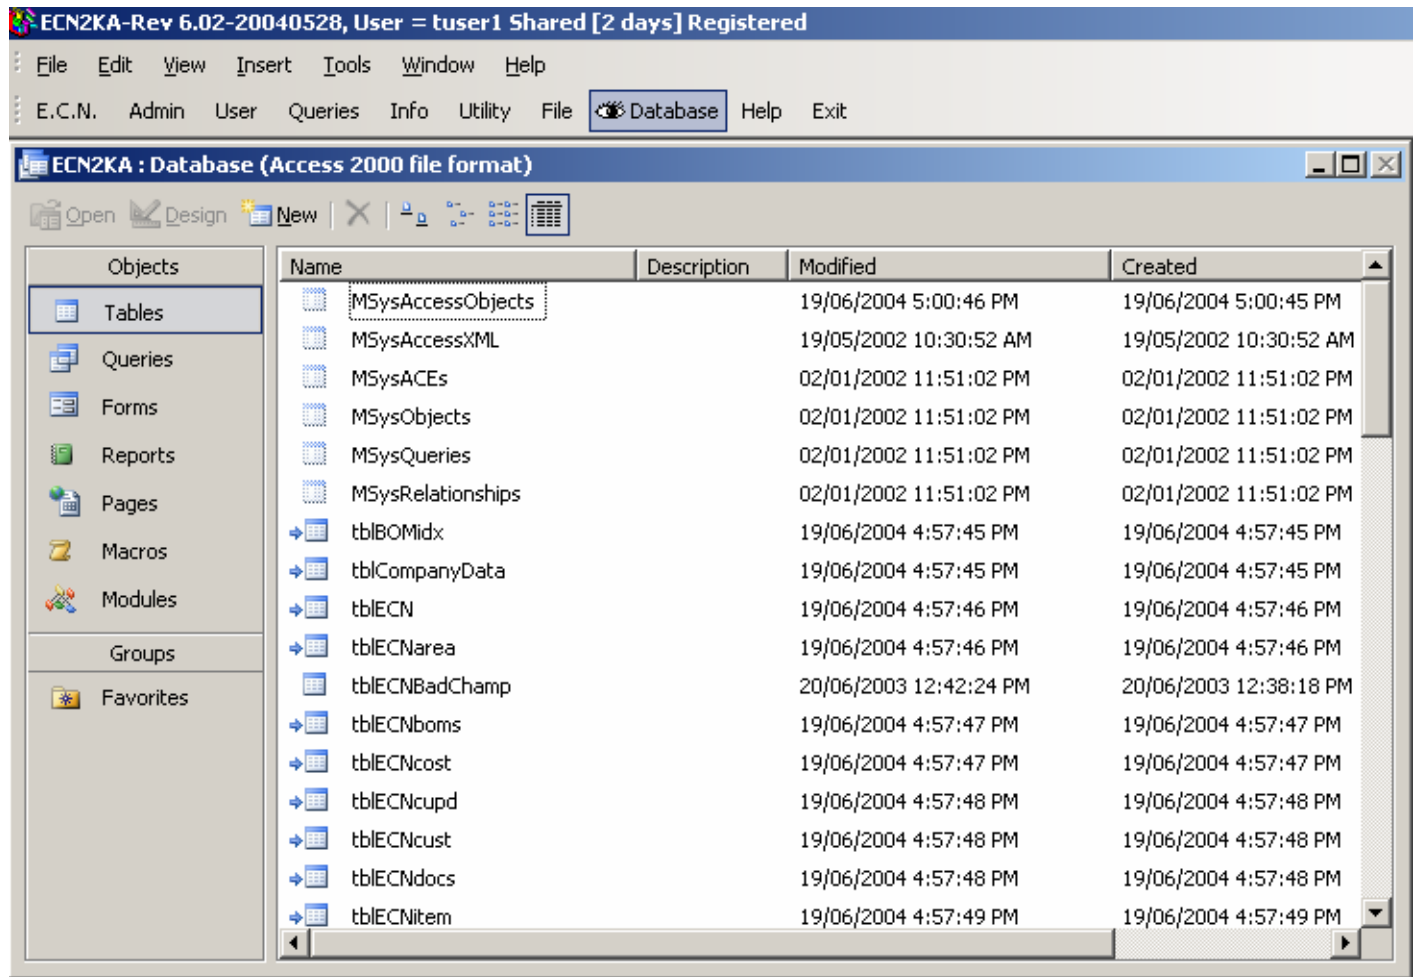 ECN2KA-Rev 6.02-20040528, User = tuser1 Shared [2 days] Registered
File Edit View Insert Tools Window Help
E.C.N. Admin User Queries Info Utility File Database Help Exit
ECN2KA : Database (Access 2000 file format)
Open Design New
Objects
Tables
Queries
Forms
Reports
Pages
Macros
Modules
Groups
Favorites
Name Description Modified Created
MSysAccessObjects 19/06/2004 5:00:46 PM 19/06/2004 5:00:45 PM
MSysAccessXML 19/05/2002 10:30:52 AM 19/05/2002 10:30:52 AM
MSysACEs 02/01/2002 11:51:02 PM 02/01/2002 11:51:02 PM
MSysObjects 02/01/2002 11:51:02 PM 02/01/2002 11:51:02 PM
MSysQueries 02/01/2002 11:51:02 PM 02/01/2002 11:51:02 PM
MSysRelationships 02/01/2002 11:51:02 PM 02/01/2002 11:51:02 PM
tblBOMidx 19/06/2004 4:57:45 PM 19/06/2004 4:57:45 PM
tblCompanyData 19/06/2004 4:57:45 PM 19/06/2004 4:57:45 PM
tblECN 19/06/2004 4:57:46 PM 19/06/2004 4:57:46 PM
tblECNarea 19/06/2004 4:57:46 PM 19/06/2004 4:57:46 PM
tblECNBadChamp 20/06/2003 12:42:24 PM 20/06/2003 12:38:18 PM
tblECNboms 19/06/2004 4:57:47 PM 19/06/2004 4:57:47 PM
tblECNcost 19/06/2004 4:57:47 PM 19/06/2004 4:57:47 PM
tblECNcupd 19/06/2004 4:57:48 PM 19/06/2004 4:57:48 PM
tblECNcust 19/06/2004 4:57:48 PM 19/06/2004 4:57:48 PM
tblECNdocs 19/06/2004 4:57:48 PM 19/06/2004 4:57:48 PM
tblECNitem 19/06/2004 4:57:49 PM 19/06/2004 4:57:49 PM